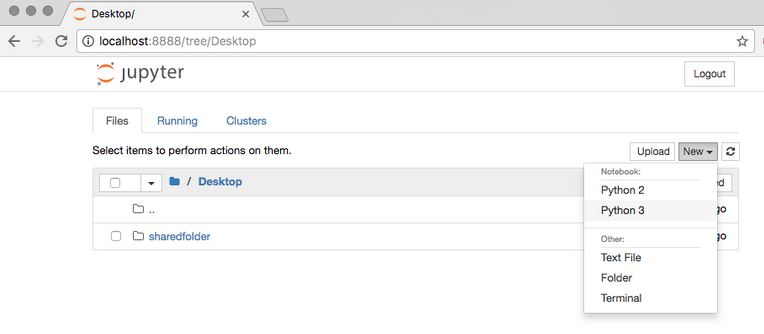 Desktop/
localhost:8888/tree/Desktop
jupyter
Logout
Files Running Clusters
Select items to perform actions on them.
Upload New
/ Desktop
..
sharedfolder
Notebook:
Python 2
Python 3
Other:
Text File
Folder
Terminal